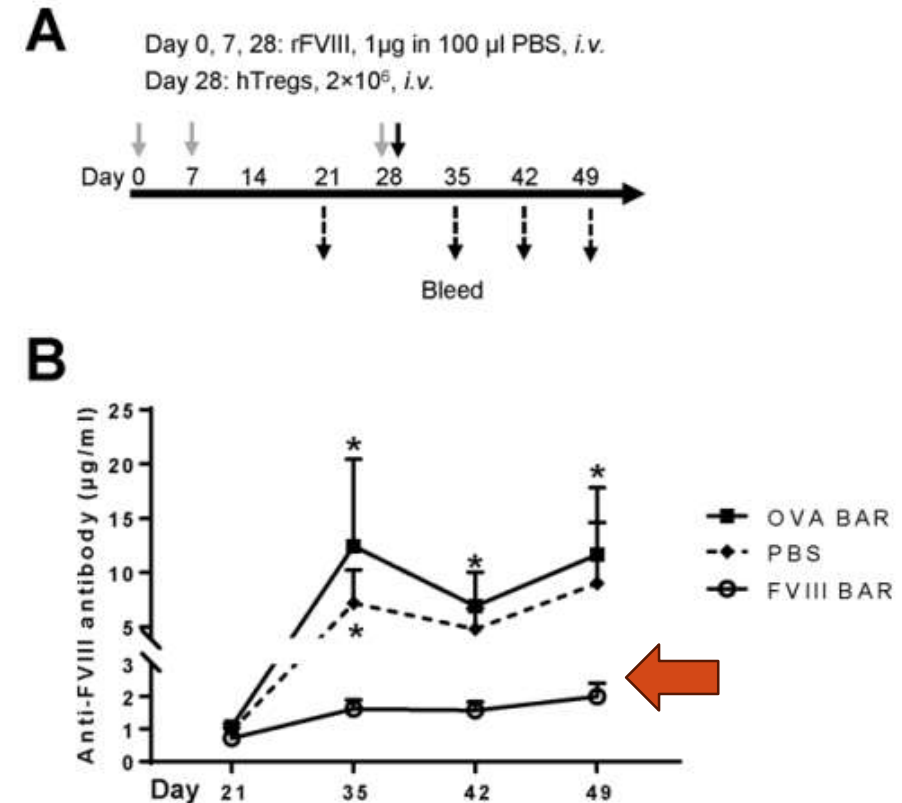 A
Day 0, 7, 28: rFVIII, 1µg in 100 µl PBS, i.v.
Day 28: hTregs, 2×10⁶, i.v.
Day 0 7 14 21 28 35 42 49
Bleed
B
Anti-FVIII antibody (µg/ml)
25
20
15
10
5
3
2
1
0
* * * *
OVA BAR
PBS
FVIII BAR
Day 21 35 42 49